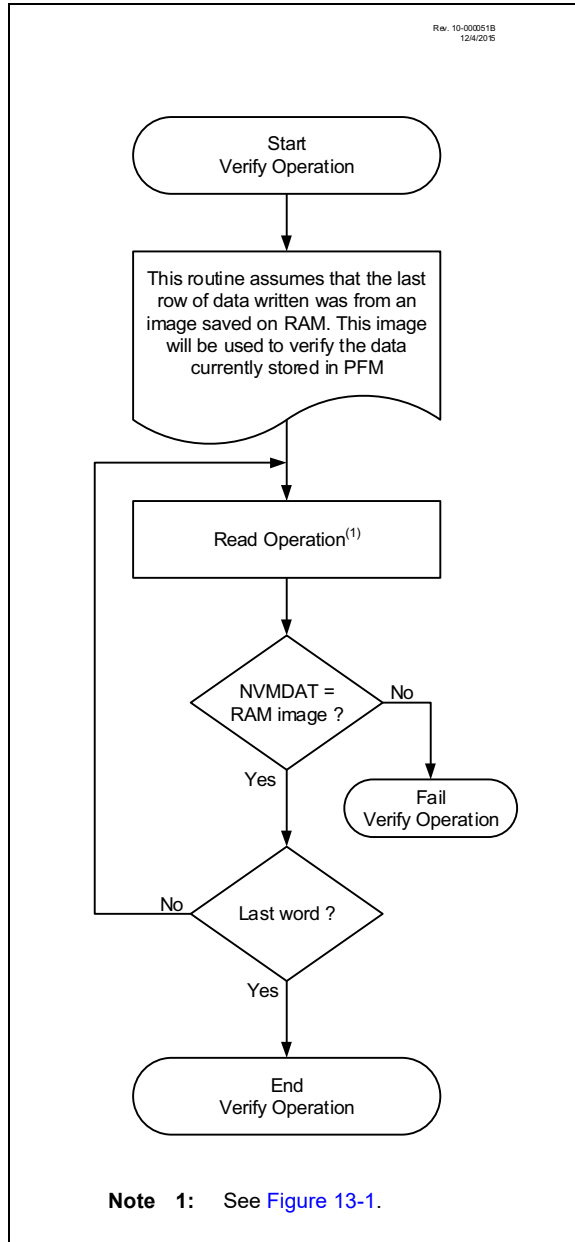 Rev. 10-000051B
12/4/2015
Start
Verify Operation
This routine assumes that the last
row of data written was from an
image saved on RAM. This image
will be used to verify the data
currently stored in PFM
Read Operation(1)
NVMDAT =
RAM image ?
No
Yes
Fail
Verify Operation
Last word ?
No
Yes
End
Verify Operation
Note 1: See Figure 13-1.